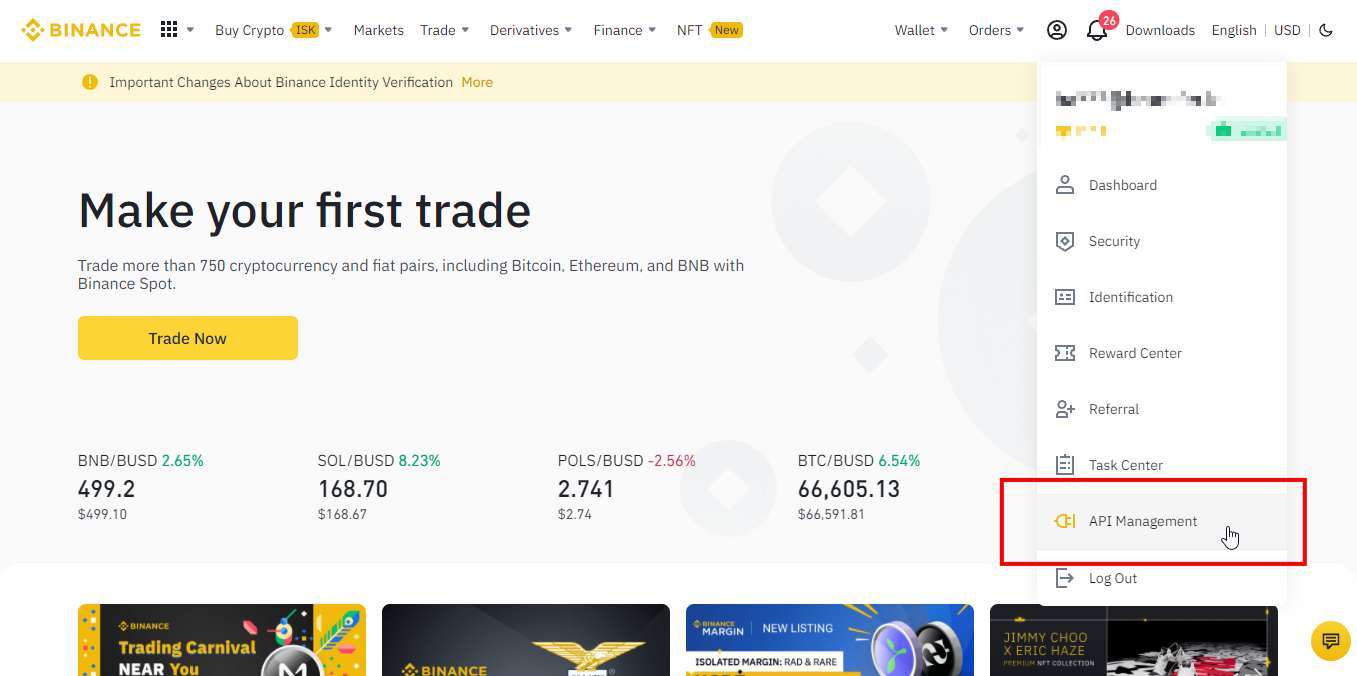 BINANCE
Buy Crypto ISK
Markets
Trade
Derivatives
Finance
NFT New
Wallet
Orders
26
Downloads
English
USD
Important Changes About Binance Identity Verification More
Make your first trade
Trade more than 750 cryptocurrency and fiat pairs, including Bitcoin, Ethereum, and BNB with
Binance Spot.
Trade Now
BNB/BUSD 2.65%
499.2
$499.10
SOL/BUSD 8.23%
168.70
$168.67
POLS/BUSD -2.56%
2.741
$2.74
BTC/BUSD 6.54%
66,605.13
$66,591.81
Dashboard
Security
Identification
Reward Center
Referral
Task Center
API Management
Log Out
BINANCE
Trading Carnival
NEAR You
BINANCE
BINANCE
MARGIN
NEW LISTING
ISOLATED MARGIN: RAD & RARE
JIMMY CHOO
X ERIC HAZE
PREMIUM NFT COLLECTION